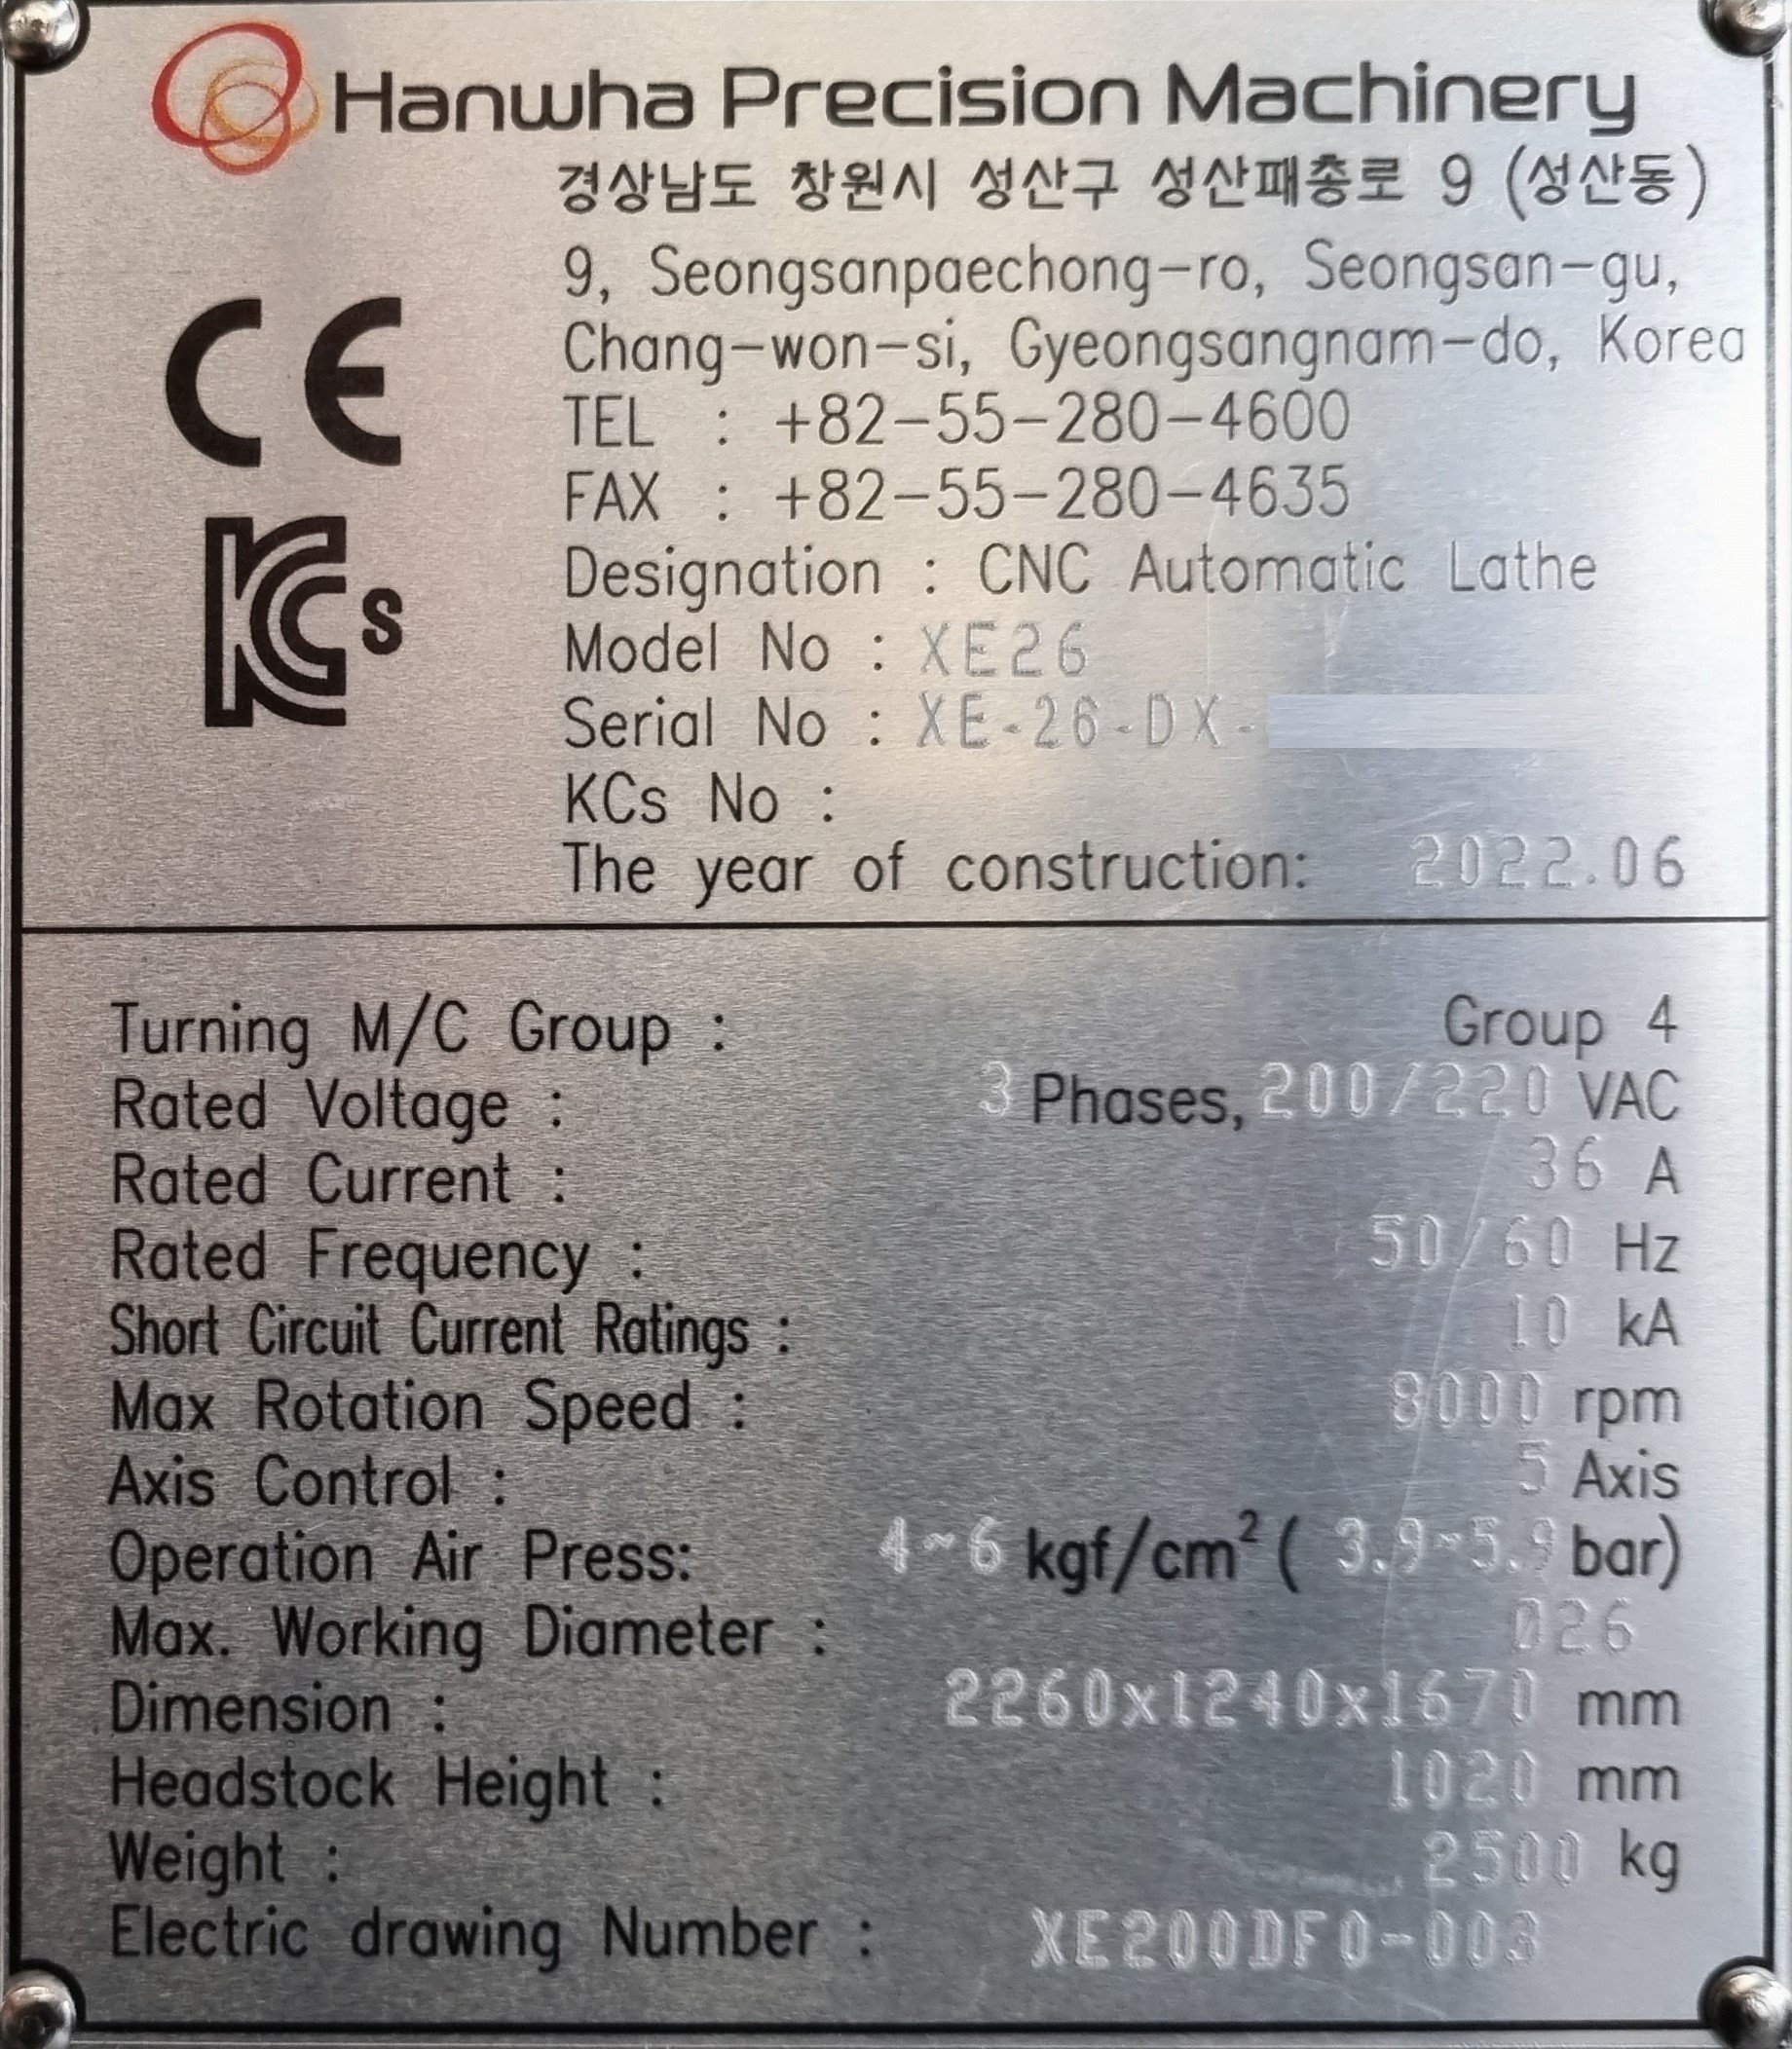 Hanwha Precision Machinery
경상남도 창원시 성산구 성산패총로 9 (성산동)
9, Seongsanpaechong-ro, Seongsan-gu,
Chang-won-si, Gyeongsangnam-do, Korea
CE
TEL : +82-55-280-4600
FAX : +82-55-280-4635
KCs
Designation : CNC Automatic Lathe
Model No : XE26
Serial No : XE-26-DX-
KCs No :
The year of construction: 2022.06
Turning M/C Group : Group 4
Rated Voltage : 3 Phases, 200/220 VAC
Rated Current : 36 A
Rated Frequency : 50/60 Hz
Short Circuit Current Ratings : 10 kA
Max Rotation Speed : 8000 rpm
Axis Control : 5 Axis
Operation Air Press: 4~6 kgf/cm² ( 3.9~5.9 bar)
Max. Working Diameter : Ø26
Dimension : 2260x1240x1670 mm
Headstock Height : 1020 mm
Weight : 2500 kg
Electric drawing Number : XE200DF0-003